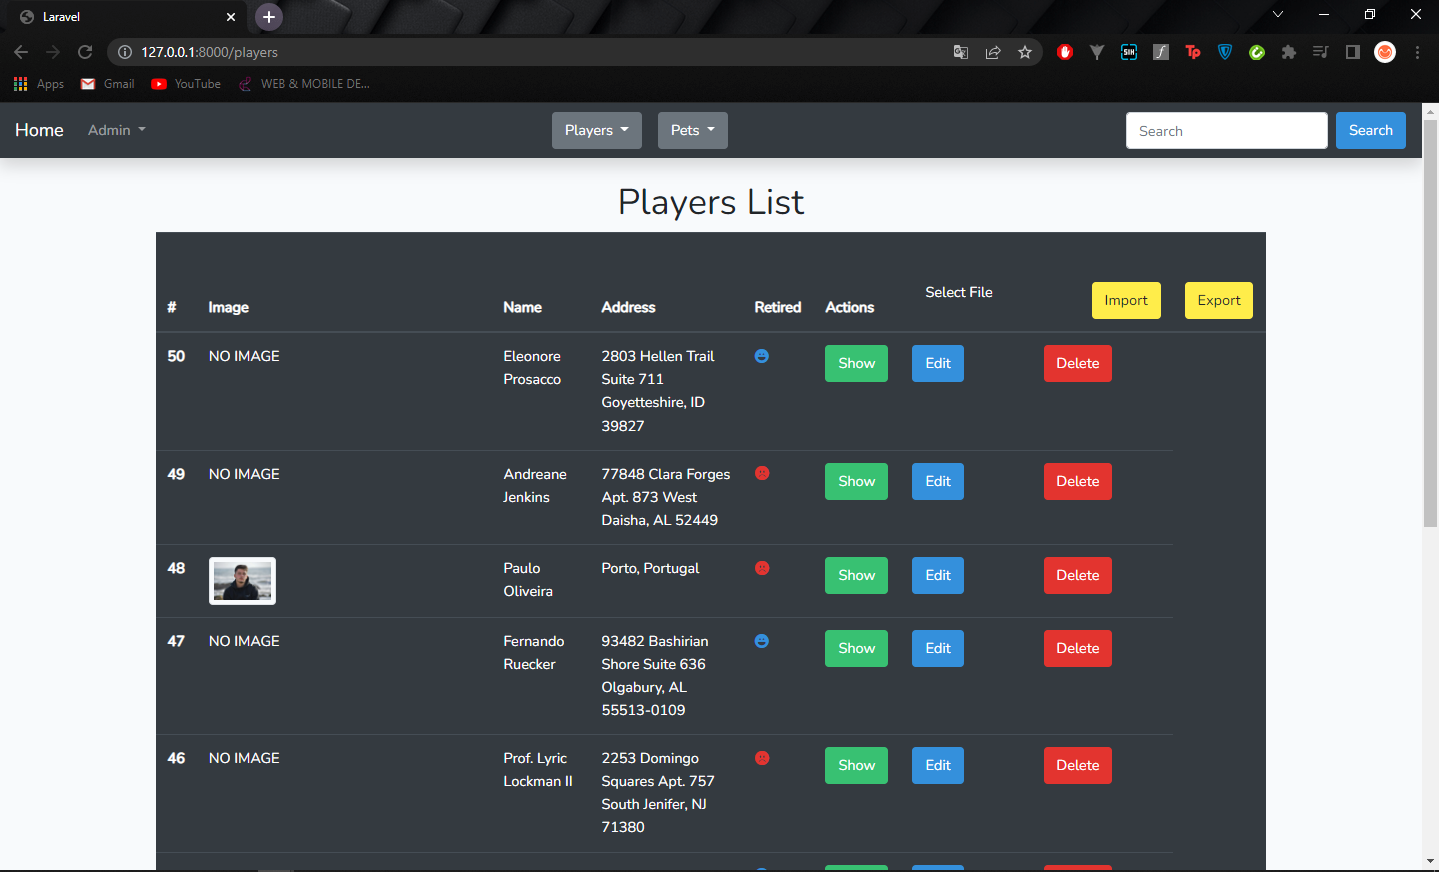 Laravel
127.0.0.1:8000/players
Apps Gmail YouTube WEB & MOBILE DE...
Home Admin Players Pets Search Search
Players List
# Image Name Address Retired Actions Select File Import Export
50 NO IMAGE Eleonore 2803 Hellen Trail Show Edit Delete
Prosacco Suite 711
Goyetteshire, ID
39827
49 NO IMAGE Andreane 77848 Clara Forges Show Edit Delete
Jenkins Apt. 873 West
Daisha, AL 52449
48 Paulo Porto, Portugal Show Edit Delete
Oliveira
47 NO IMAGE Fernando 93482 Bashirian Show Edit Delete
Ruecker Shore Suite 636
Olgabury, AL
55513-0109
46 NO IMAGE Prof. Lyric 2253 Domingo Show Edit Delete
Lockman II Squares Apt. 757
South Jenifer, NJ
71380